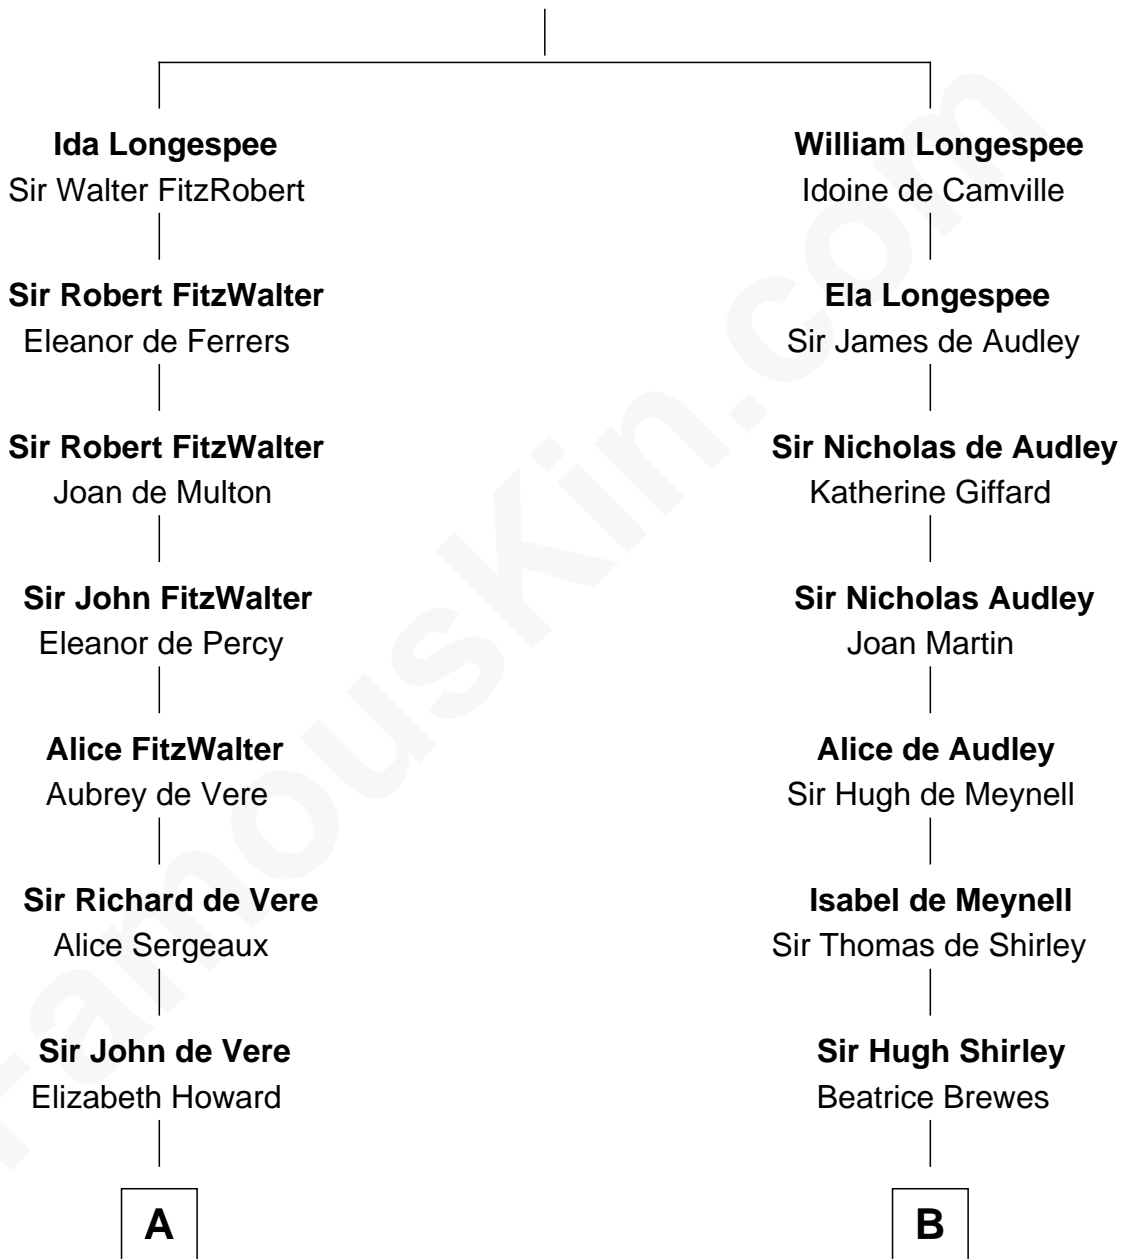 Ida Longespee
Sir Walter FitzRobert
Sir Robert FitzWalter
Eleanor de Ferrers
Sir Robert FitzWalter
Joan de Multon
Sir John FitzWalter
Eleanor de Percy
Alice FitzWalter
Aubrey de Vere
Sir Richard de Vere
Alice Sergeaux
Sir John de Vere
Elizabeth Howard
A
William Longespee
Idoine de Camville
Ela Longespee
Sir James de Audley
Sir Nicholas de Audley
Katherine Giffard
Sir Nicholas Audley
Joan Martin
Alice de Audley
Sir Hugh de Meynell
Isabel de Meynell
Sir Thomas de Shirley
Sir Hugh Shirley
Beatrice Brewes
B
FamousKin.com